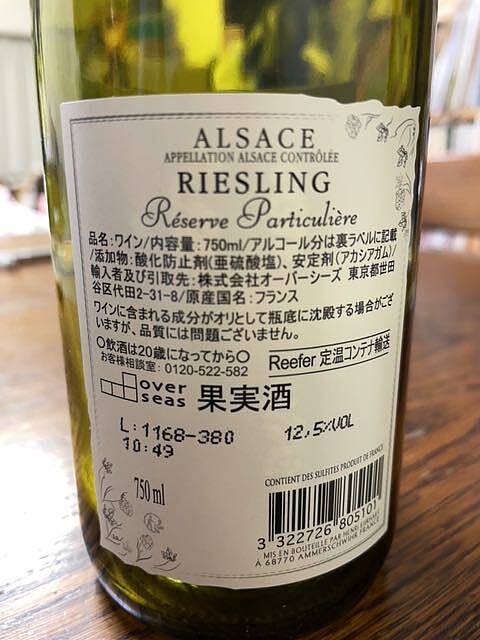 ALSACE
APPELLATION ALSACE CONTRÔLÉE
RIESLING
Réserve Particulière
品名:ワイン/内容量:750ml/アルコール分は裏ラベルに記載
/添加物:酸化防止剤(亜硫酸塩)、安定剤(アカシアガム)/
輸入者及び引取先:株式会社オーバーシーズ 東京都世田
谷区代田2-31-8/原産国名:フランス
ワインに含まれる成分がオリとして瓶底に沈殿する場合がござ
いますが、品質には問題ございません。
○飲酒は20歳になってから○
お客様相談室:0120-522-582
Reefer 定温コンテナ輸送
over
seas 果実酒
L:1168-380 12,5%VOL
10:49
750 ml
CONTIENT DES SULFITES PRODUIT DE FRANCE
3 322726 805101
MIS EN BOUTEILLE PAR HENRI
À 68770 AMMERSCHWIHR FRANCE